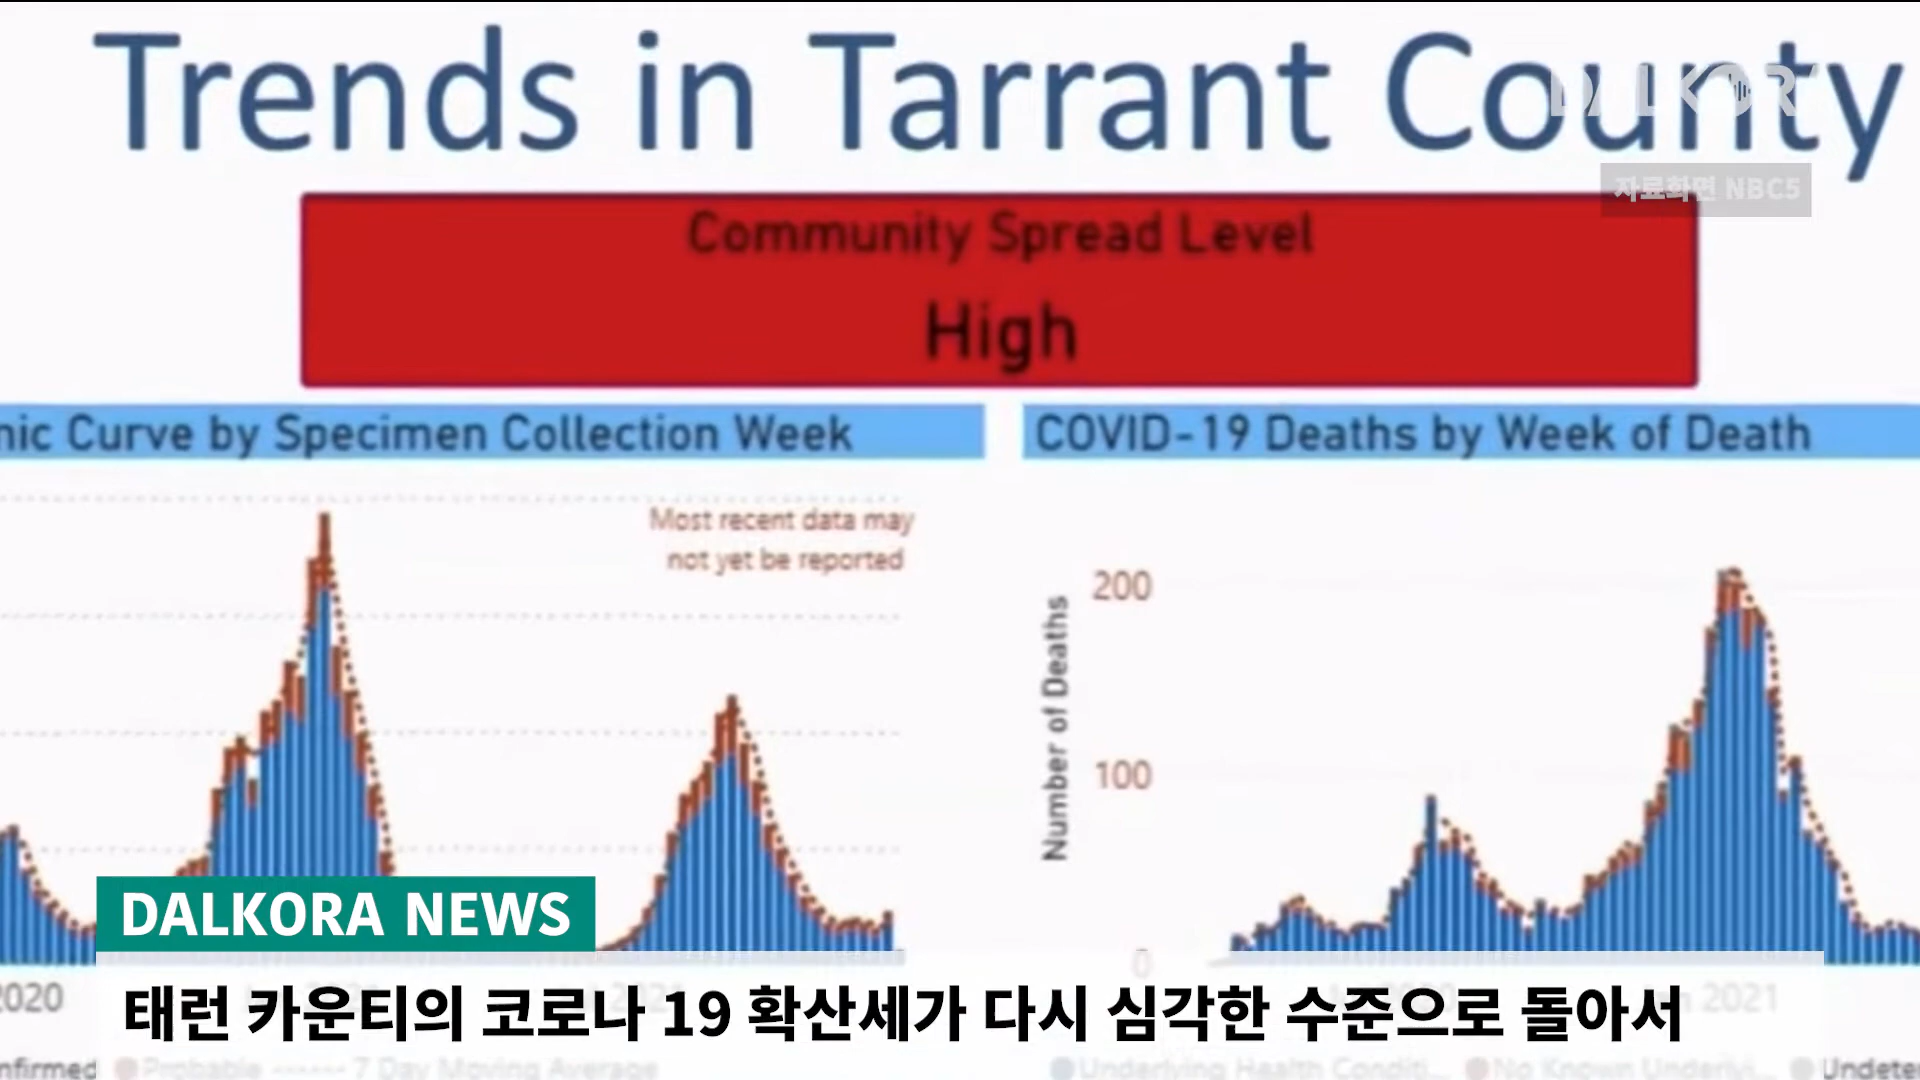 Trends in Tarrant County
DALKOR
자료화면 NBC5
Community Spread Level
High
nic Curve by Specimen Collection Week
COVID-19 Deaths by Week of Death
Most recent data may
not yet be reported
Number of Deaths
200
100
0
DALKORA NEWS
2020
2021
2021
태런 카운티의 코로나 19 확산세가 다시 심각한 수준으로 돌아서
nfirmed
Probable
7 Day Moving Average
Underlying Health Conditi...
No Known Underlyi...
Undete